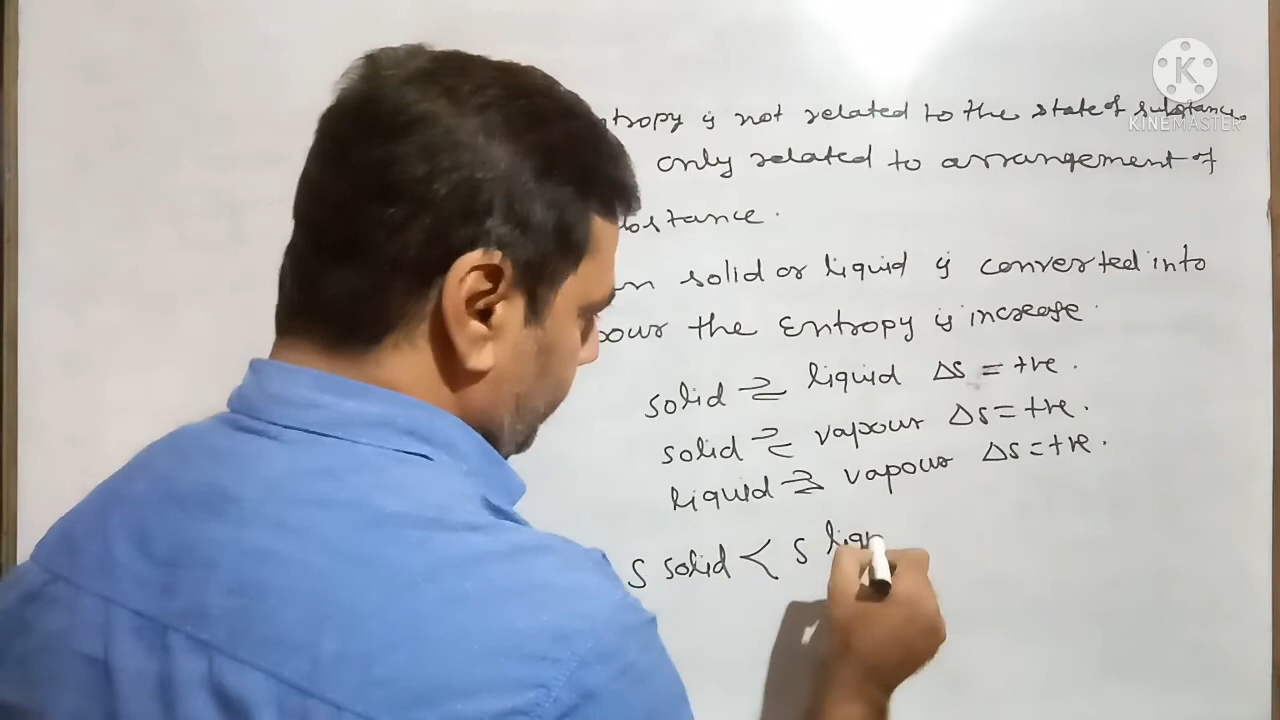 ntropy is not related to the state of substance.
KINEMASTER
only related to arrangement of
bstance.
n solid or liquid is converted into
pour the Entropy is increase.
solid ⇌ liquid ΔS = +ve.
solid ⇌ vapour ΔS = +ve.
liquid ⇌ vapour ΔS = +ve.
S solid < S liqu